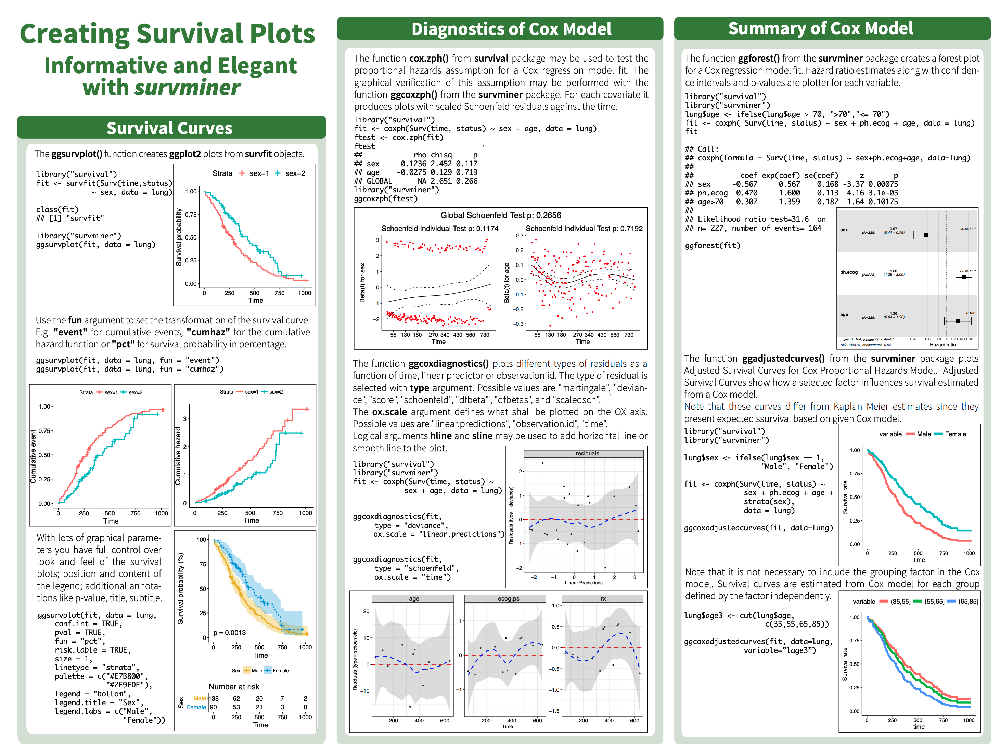 Creating Survival Plots
Informative and Elegant
with survminer
Survival Curves
The ggsurvplot() function creates ggplot2 plots from survfit objects.
library("survival")
fit <- survfit(Surv(time,status)
~ sex, data = lung)
class(fit)
## [1] "survfit"
library("survminer")
ggsurvplot(fit, data = lung)
Strata sex=1 sex=2
Survival probability
1.00
0.75
0.50
0.25
0.00
0 250 500 750 1000
Time
Use the fun argument to set the transformation of the survival curve.
E.g. "event" for cumulative events, "cumhaz" for the cumulative
hazard function or "pct" for survival probability in percentage.
ggsurvplot(fit, data = lung, fun = "event")
ggsurvplot(fit, data = lung, fun = "cumhaz")
Strata sex=1 sex=2
Cumulative event
1.00
0.75
0.50
0.25
0.00
0 250 500 750 1000
Time
Strata sex=1 sex=2
Cumulative hazard
3
2
1
0
0 250 500 750 1000
Time
With lots of graphical parame-
ters you have full control over
look and feel of the survival
plots; position and content of
the legend; additional annota-
tions like p-value, title, subtitle.
ggsurvplot(fit, data = lung,
conf.int = TRUE,
pval = TRUE,
fun = "pct",
risk.table = TRUE,
size = 1,
linetype = "strata",
palette = c("#E7B800",
"#2E9FDF"),
legend = "bottom",
legend.title = "Sex",
legend.labs = c("Male",
"Female"))
Survival probability (%)
100
75
50
25
0
p = 0.0013
0 250 500 750 1000
Time
Sex Male Female
Number at risk
Sex
Male 138 62 20 7 2
Female 90 53 21 3 0
0 250 500 750 1000
Time
Diagnostics of Cox Model
The function cox.zph() from survival package may be used to test the
proportional hazards assumption for a Cox regression model fit. The
graphical verification of this assumption may be performed with the
function ggcoxzph() from the survminer package. For each covariate it
produces plots with scaled Schoenfeld residuals against the time.
library("survival")
fit <- coxph(Surv(time, status) ~ sex + age, data = lung)
ftest <- cox.zph(fit)
ftest
## rho chisq p
## sex 0.1236 2.452 0.117
## age -0.0275 0.129 0.719
## GLOBAL NA 2.651 0.266
library("survminer")
ggcoxzph(ftest)
Global Schoenfeld Test p: 0.2656
Schoenfeld Individual Test p: 0.1174
Beta(t) for sex
3
2
1
0
−1
−2
55 130 180 270 340 430 560 730
Time
Schoenfeld Individual Test p: 0.7192
Beta(t) for age
0.3
0.2
0.1
0.0
−0.1
−0.2
−0.3
55 130 180 270 340 430 560 730
Time
The function ggcoxdiagnostics() plots different types of residuals as a
function of time, linear predictor or observation id. The type of residual is
selected with type argument. Possible values are "martingale", "devian-
ce", "score", "schoenfeld", "dfbeta"', "dfbetas", and "scaledsch".
The ox.scale argument defines what shall be plotted on the OX axis.
Possible values are "linear.predictions", "observation.id", "time".
Logical arguments hline and sline may be used to add horizontal line or
smooth line to the plot.
library("survival")
library("survminer")
fit <- coxph(Surv(time, status) ~
sex + age, data = lung)
ggcoxdiagnostics(fit,
type = "deviance",
ox.scale = "linear.predictions")
ggcoxdiagnostics(fit,
type = "schoenfeld",
ox.scale = "time")
residuals
Residuals (type = deviance)
2
1
0
−1
−2
−2 −1 0 1 2 3
Linear Predictions
Residuals (type = schoenfeld)
age
20
10
0
−10
200 400 600
ecog.ps
1
0
−1
200 400 600
rx
1.0
0.5
0.0
−0.5
−1.0
−1.5
200 400 600
Time
Summary of Cox Model
The function ggforest() from the survminer package creates a forest plot
for a Cox regression model fit. Hazard ratio estimates along with confiden-
ce intervals and p-values are plotter for each variable.
library("survival")
library("survminer")
lung$age <- ifelse(lung$age > 70, ">70","<= 70")
fit <- coxph( Surv(time, status) ~ sex + ph.ecog + age, data = lung)
fit
## Call:
## coxph(formula = Surv(time, status) ~ sex+ph.ecog+age, data=lung)
##
## coef exp(coef) se(coef) z p
## sex -0.567 0.567 0.168 -3.37 0.00075
## ph.ecog 0.470 1.600 0.113 4.16 3.1e-05
## age>70 0.307 1.359 0.187 1.64 0.10175
##
## Likelihood ratio test=31.6 on
## n= 227, number of events= 164
ggforest(fit)
sex (N=228) 0.57 (0.41 − 0.79) <0.001 ***
ph.ecog (N=228) 1.60 (1.28 − 2.00) <0.001 ***
age (N=228) 1.36 (0.94 − 1.96) 0.102
n.events: 164, p.value.log: 6.4e−07
AIC: 1463.37, concordance: 0.64
0.4 0.6 0.8 1 1.2 1.4 1.6 1.8 2
Hazard ratio
The function ggadjustedcurves() from the survminer package plots
Adjusted Survival Curves for Cox Proportional Hazards Model. Adjusted
Survival Curves show how a selected factor influences survival estimated
from a Cox model.
Note that these curves differ from Kaplan Meier estimates since they
present expected ssurvival based on given Cox model.
library("survival")
library("survminer")
lung$sex <- ifelse(lung$sex == 1,
"Male", "Female")
fit <- coxph(Surv(time, status) ~
sex + ph.ecog + age +
strata(sex),
data = lung)
ggcoxadjustedcurves(fit, data=lung)
variable Male Female
Survival rate
1.00
0.75
0.50
0.25
0.00
0 250 500 750 1000
time
Note that it is not necessary to include the grouping factor in the Cox
model. Survival curves are estimated from Cox model for each group
defined by the factor independently.
lung$age3 <- cut(lung$age,
c(35,55,65,85))
ggcoxadjustedcurves(fit, data=lung,
variable=”lage3”)
variable (35,55] (55,65] (65,85]
Survival rate
1.00
0.75
0.50
0.25
0.00
0 250 500 750 1000
time